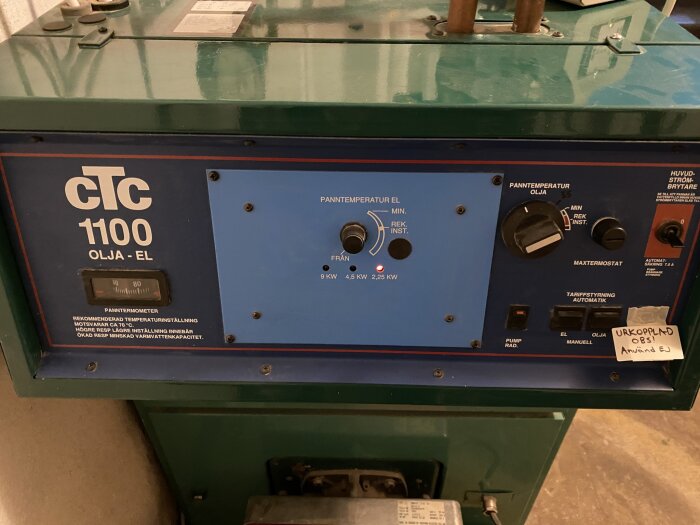 CTC
1100
OLJA - EL
80
PANNTERMOMETER
REKOMMENDERAD TEMPERATURINSTÄLLNING
MOTSVARAR CA 70 °C.
HÖGRE RESP LÄGRE INSTÄLLNING INNEBÄR
ÖKAD RESP MINSKAD VARMVATTENKAPACITET.
PANNTEMPERATUR EL
MIN.
REK
INST.
FRÅN
9 KW
4,5 KW
2,25 KW
PANNTEMPERATUR
OLJA
MIN
REK
INST.
MAXTERMOSTAT
TARIFFSTYRNING
AUTOMATIK
PUMP
RAD.
EL
OLJA
MANUELL
HUVUD-
STRÖM-
BRYTARE
AUTOMAT-
URKOPPLAD
OBS!
Använd EJ